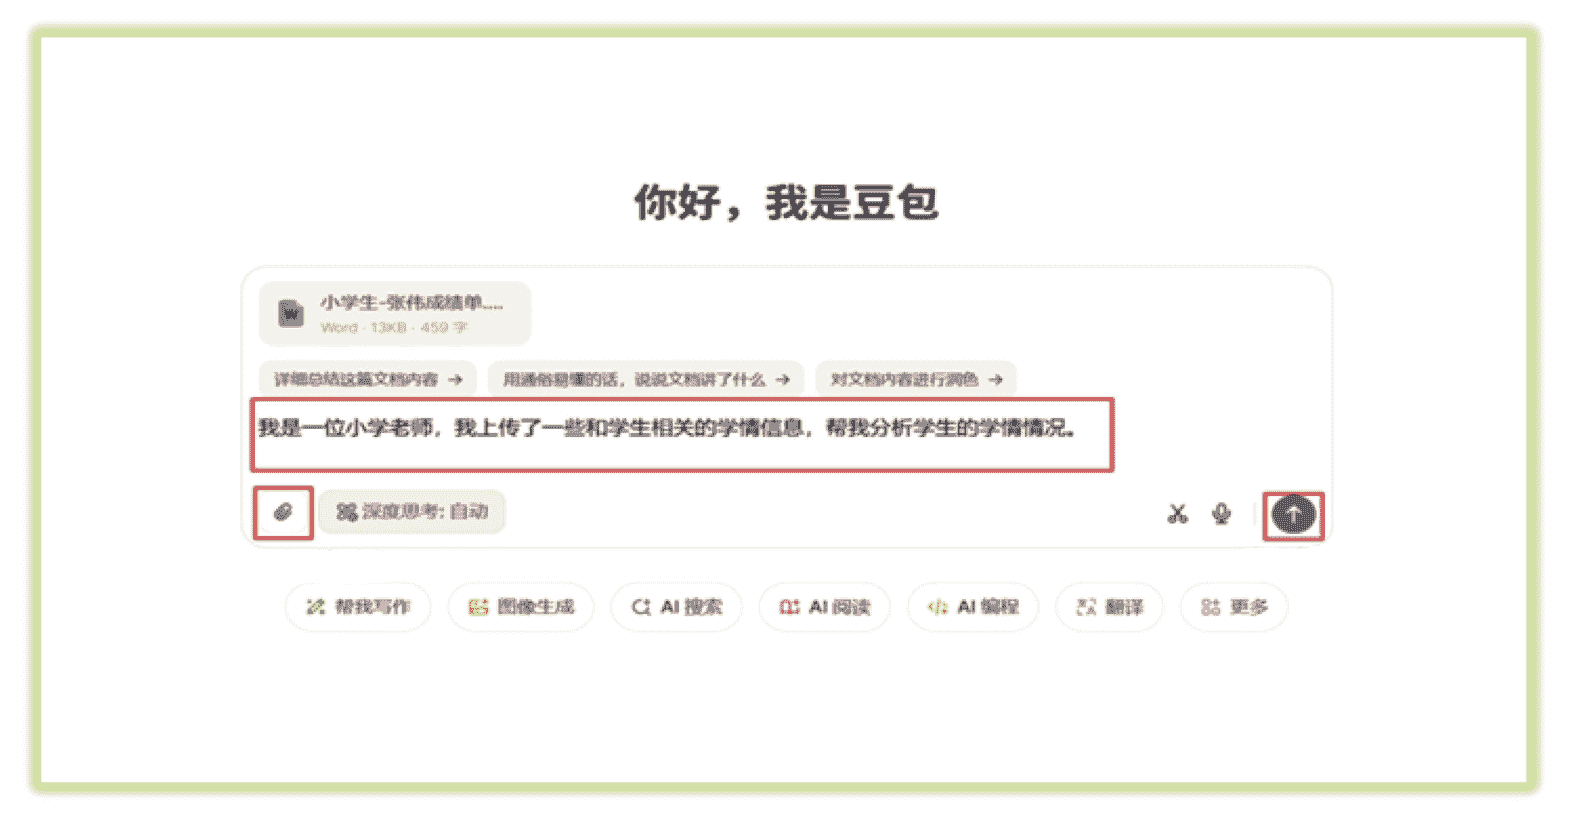 你好，我是豆包
小学生-张伟成绩单....
Word · 13KB · 459 字
详细总结这篇文档内容 →
用通俗易懂的话，说说文档讲了什么 →
对文档内容进行润色 →
我是一位小学老师，我上传了一些和学生相关的学情信息，帮我分析学生的学情情况。
深度思考: 自动
帮我写作
图像生成
AI 搜索
AI 阅读
AI 编程
翻译
更多